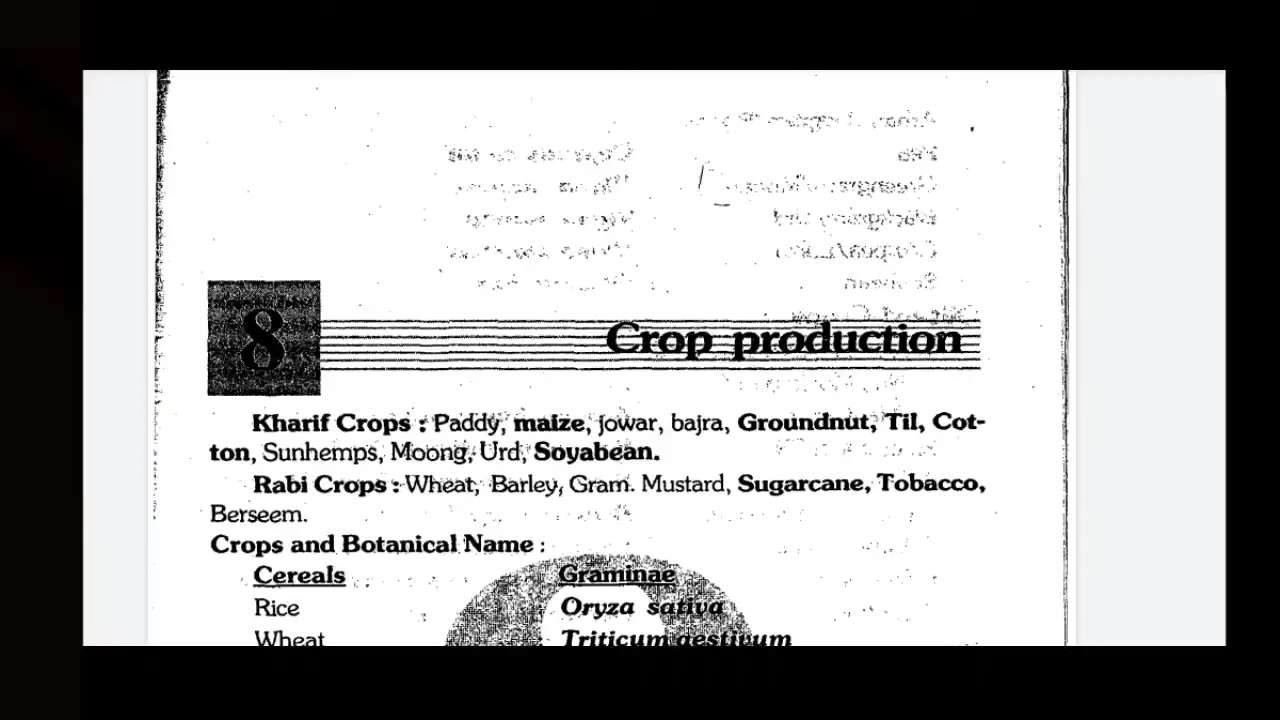 8
Crop production
Kharif Crops : Paddy, maize, jowar, bajra, Groundnut, Til, Cot-
ton, Sunhemps, Moong, Urd, Soyabean.
Rabi Crops : Wheat, Barley, Gram. Mustard, Sugarcane, Tobacco,
Berseem.
Crops and Botanical Name :
Cereals Graminae
Rice Oryza sativa
Wheat Triticum aestivum